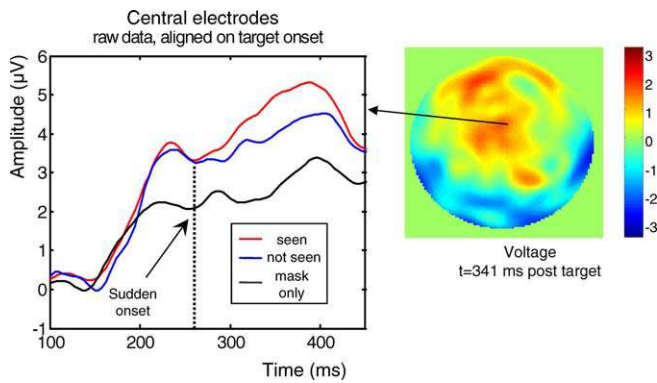 Central electrodes
raw data, aligned on target onset
Amplitude (µV)
6
5
4
3
2
1
0
-1
100
200
300
400
Time (ms)
Sudden
onset
seen
not seen
mask
only
3
2
1
0
-1
-2
-3
Voltage
t=341 ms post target